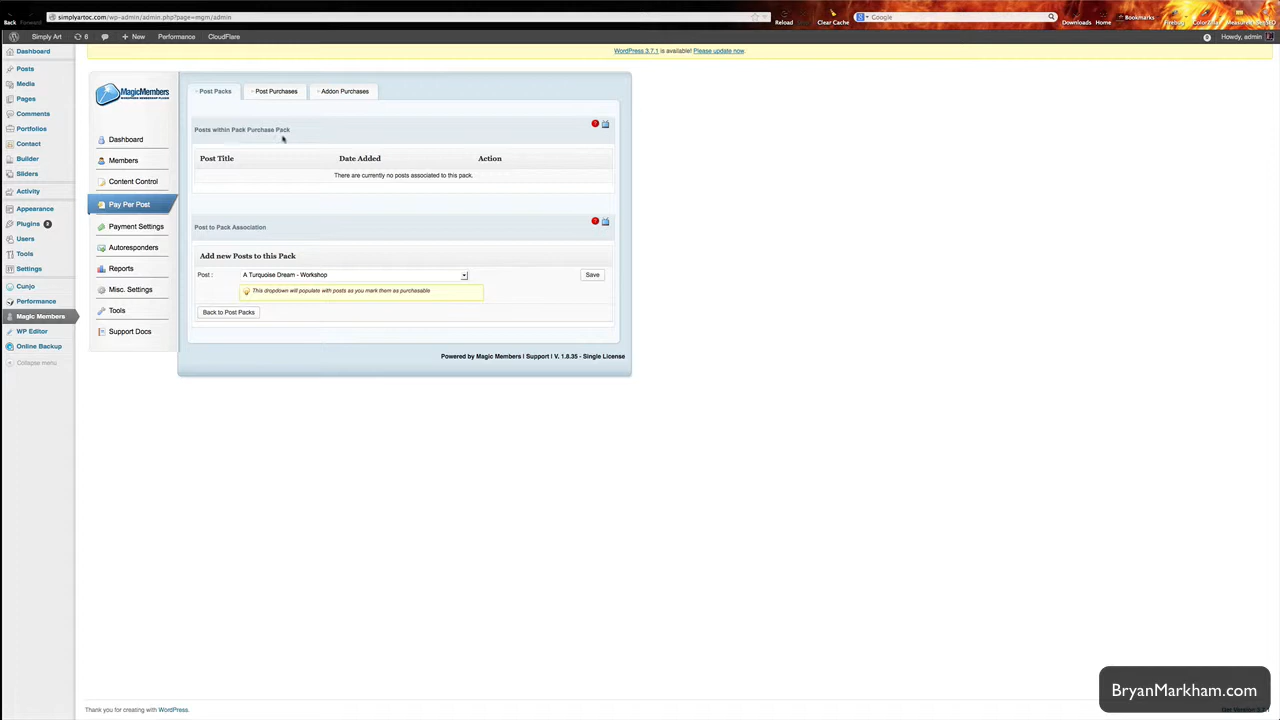 Back
Forward
simplyartoc.com/wp-admin/admin.php?page=mgm/admin
Reload
Clear Cache
Google
Downloads
Home
Bookmarks
Firebug
Simply Art
6
New
Performance
CloudFlare
Howdy, admin
WordPress 3.7.1 is available! Please update now.
Dashboard
Posts
Media
Pages
Comments
Portfolios
Contact
Builder
Sliders
Activity
Appearance
Plugins
Users
Tools
Settings
Cunjo
Performance
Magic Members
WP Editor
Online Backup
Collapse menu
MagicMembers
Dashboard
Members
Content Control
Pay Per Post
Payment Settings
Autoresponders
Reports
Misc. Settings
Tools
Support Docs
Post Packs
Post Purchases
Addon Purchases
Posts within Pack Purchase Pack
Post Title Date Added Action
There are currently no posts associated to this pack.
Post to Pack Association
Add new Posts to this Pack
Post : A Turquoise Dream - Workshop Save
This dropdown will populate with posts as you mark them as purchasable
Back to Post Packs
Powered by Magic Members | Support | V. 1.8.35 - Single License
BryanMarkham.com
Thank you for creating with WordPress.